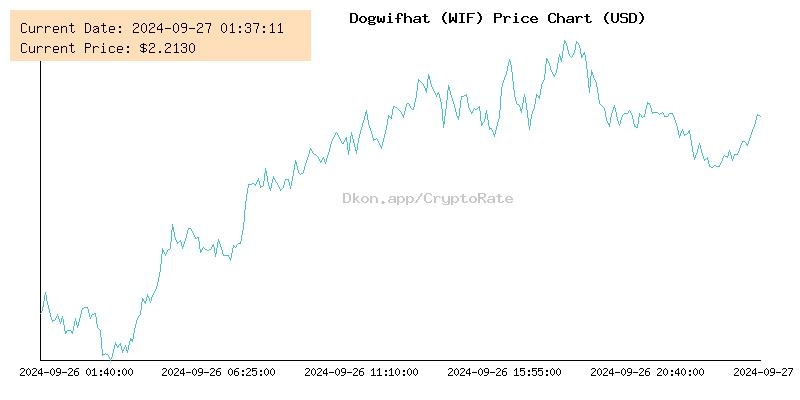 Dogwifhat (WIF) Price Chart (USD)
Current Date: 2024-09-27 01:37:11
Current Price: $2.2130
Dkon.app/CryptoRate
2024-09-26 01:40:00 2024-09-26 06:25:00 2024-09-26 11:10:00 2024-09-26 15:55:00 2024-09-26 20:40:00 2024-09-27